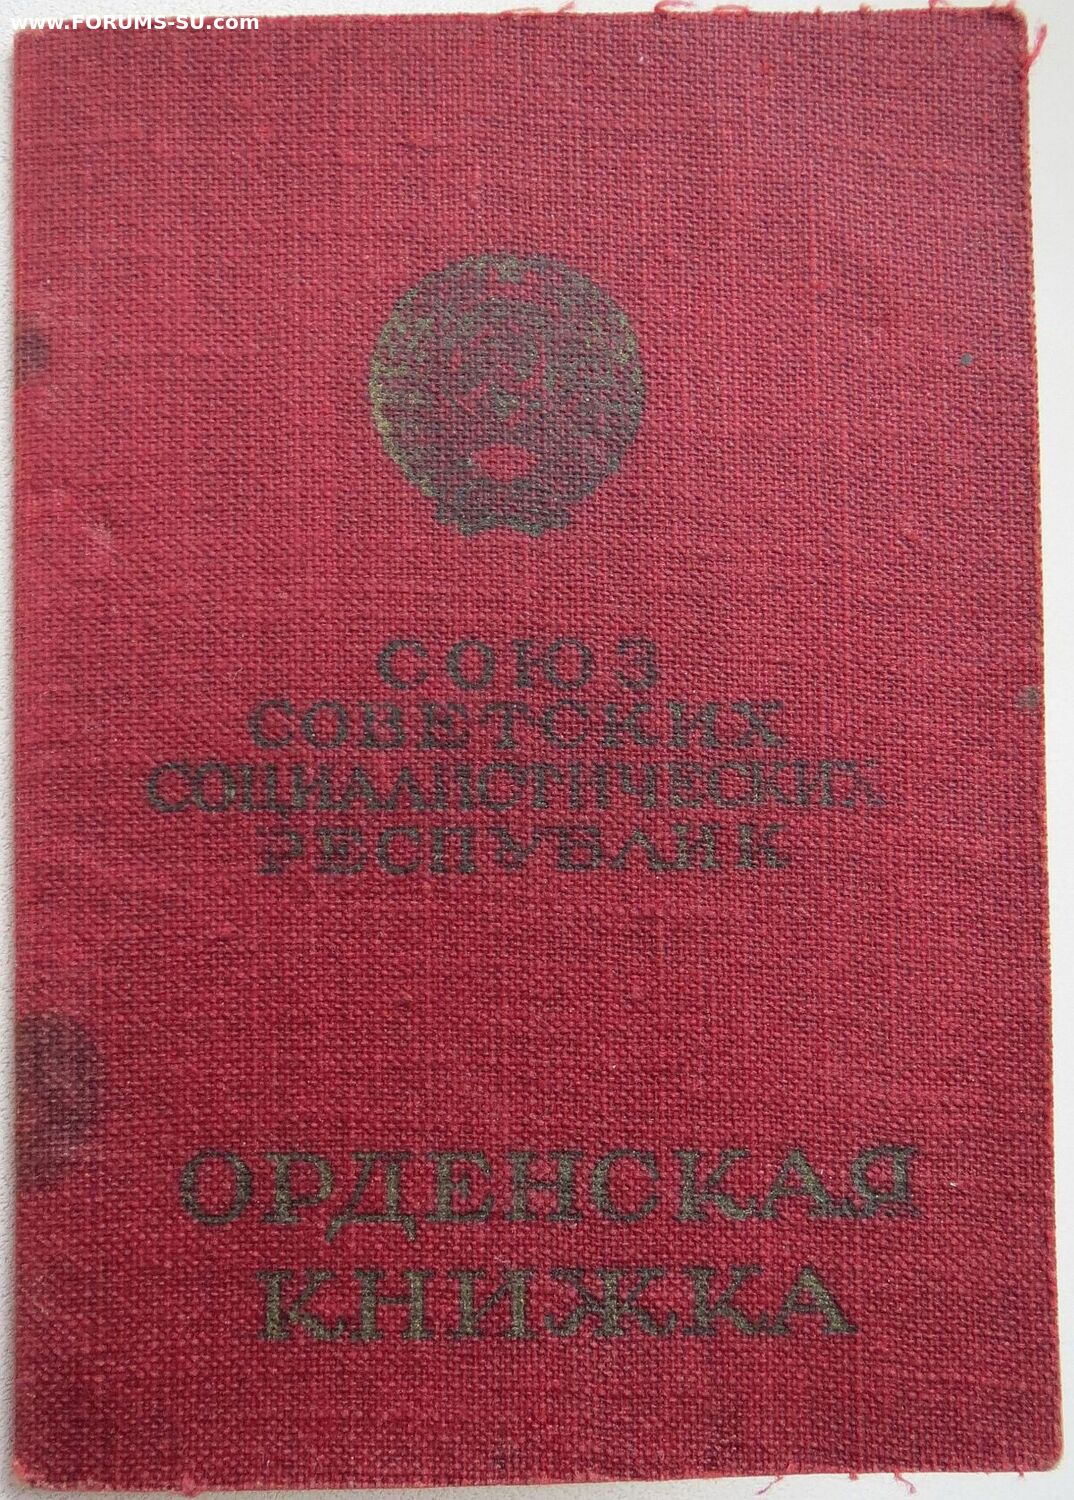 www.FORUMS-SU.com
СОЮЗ
СОВЕТСКИХ
СОЦИАЛИСТИЧЕСКИХ
РЕСПУБЛИК
ОРДЕНСКАЯ
КНИЖКА